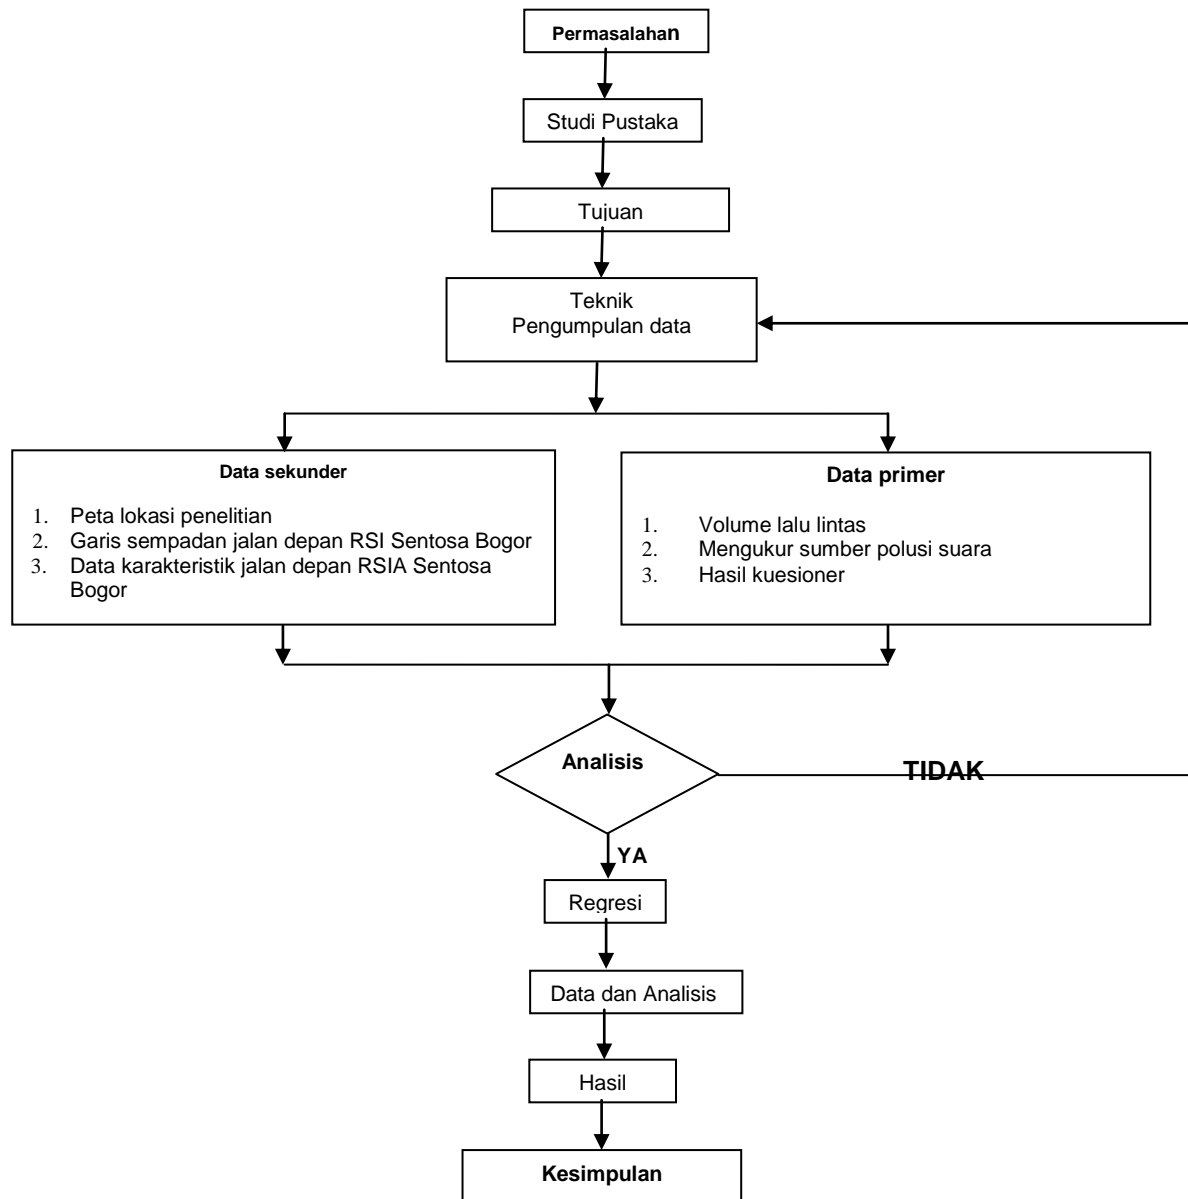 Permasalahan
Studi Pustaka
Tujuan
Teknik
Pengumpulan data
Data sekunder
1. Peta lokasi penelitian
2. Garis sempadan jalan depan RSI Sentosa Bogor
3. Data karakteristik jalan depan RSIA Sentosa
Bogor
Data primer
1. Volume lalu lintas
2. Mengukur sumber polusi suara
3. Hasil kuesioner
Analisis
TIDAK
YA
Regresi
Data dan Analisis
Hasil
Kesimpulan